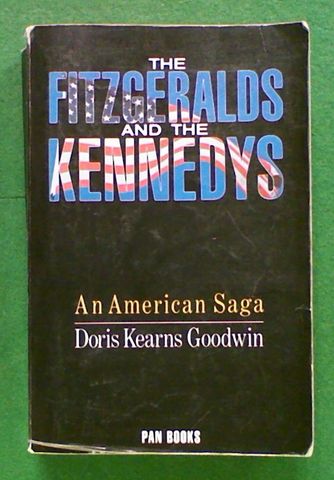 THE
FITZGERALDS
AND THE
KENNEDYS
An American Saga
Doris Kearns Goodwin
PAN BOOKS